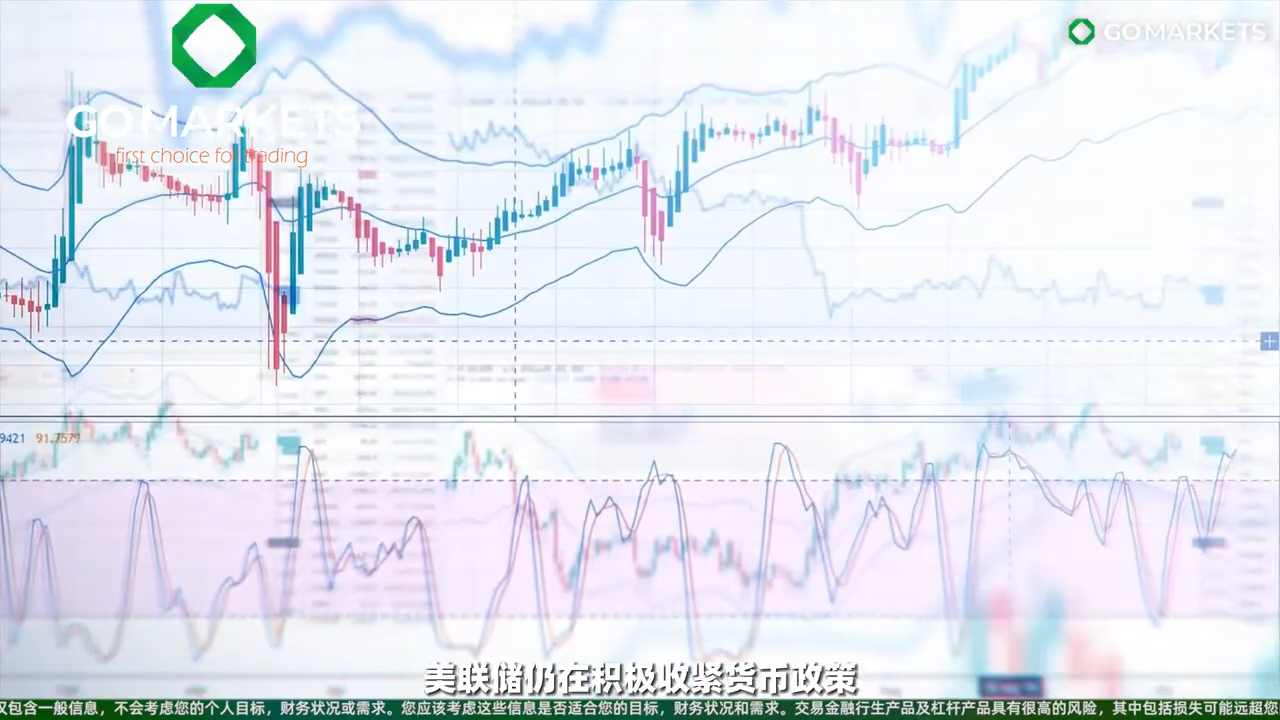 GO MARKETS
GO MARKETS
first choice for trading
9421 91.7579
美联储仍在积极收紧货币政策
仅包含一般信息，不会考虑您的个人目标，财务状况或需求。您应该考虑这些信息是否适合您的目标，财务状况和需求。交易金融行生产品及杠杆产品具有很高的风险，其中包括损失可能远超您